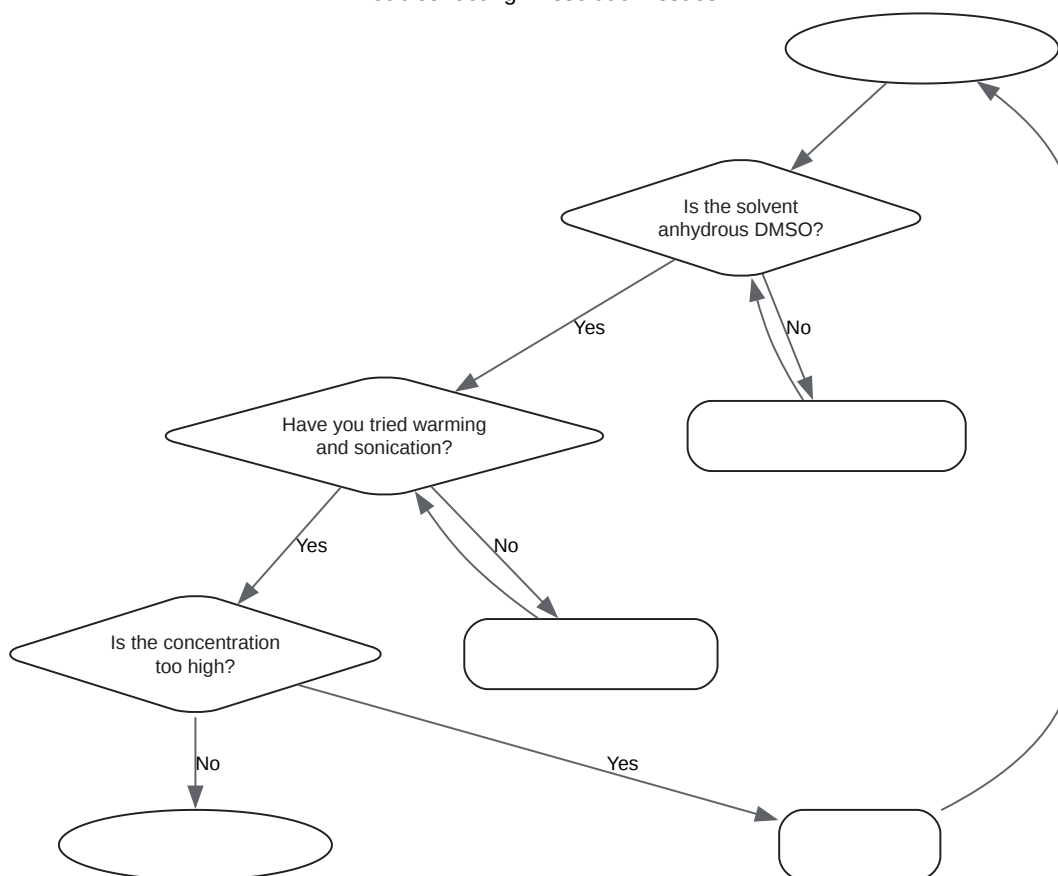 Is the solvent
anhydrous DMSO?
Yes
No
Have you tried warming
and sonication?
Yes
No
Is the concentration
too high?
No
Yes